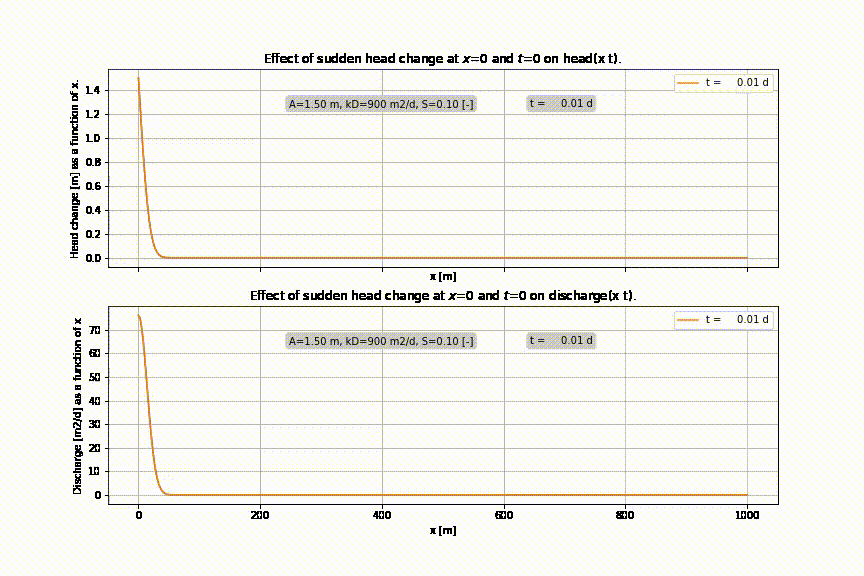 Effect of sudden head change at x=0 and t=0 on head(x t).
t = 0.01 d
A=1.50 m, kD=900 m2/d, S=0.10 [-]
t = 0.01 d
Head change [m] as a function of x.
1.4
1.2
1.0
0.8
0.6
0.4
0.2
0.0
x [m]
Effect of sudden head change at x=0 and t=0 on discharge(x t).
t = 0.01 d
A=1.50 m, kD=900 m2/d, S=0.10 [-]
t = 0.01 d
Discharge [m2/d] as a function of x
70
60
50
40
30
20
10
0
0 200 400 600 800 1000
x [m]